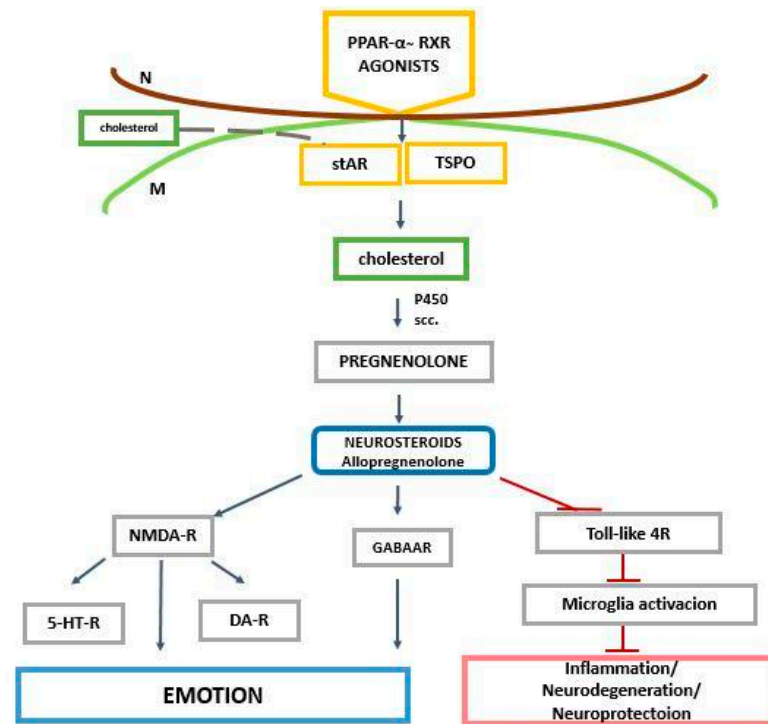 PPAR-α~ RXR
AGONISTS
N
cholesterol
M
stAR
TSPO
cholesterol
P450
scc.
PREGNENOLONE
NEUROSTEROIDS
Allopregnenolone
NMDA-R
GABAAR
Toll-like 4R
5-HT-R
DA-R
Microglia activacion
EMOTION
Inflammation/
Neurodegeneration/
Neuroprotectoion